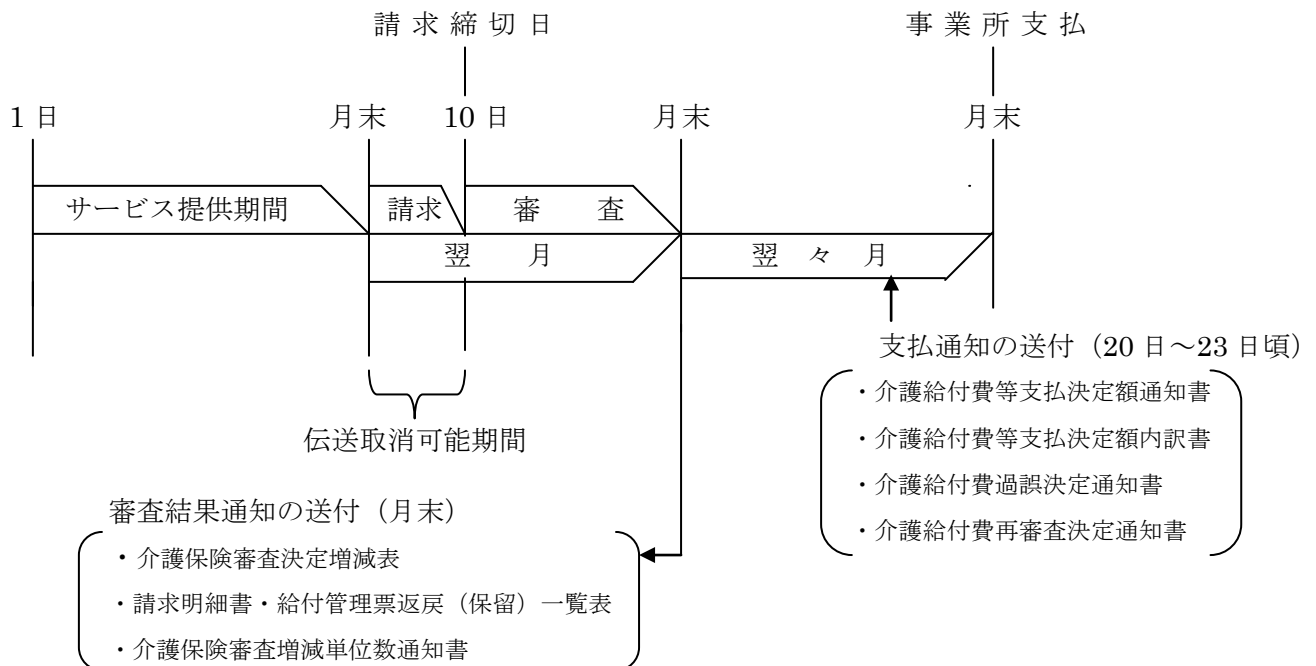 請求締切日
事業所支払
1日
月末
10日
月末
月末
サービス提供期間
請求
審査
翌月
翌々月
支払通知の送付（20日～23日頃）
・介護給付費等支払決定額通知書
・介護給付費等支払決定額内訳書
・介護給付費過誤決定通知書
・介護給付費再審査決定通知書
伝送取消可能期間
審査結果通知の送付（月末）
・介護保険審査決定増減表
・請求明細書・給付管理票返戻（保留）一覧表
・介護保険審査増減単位数通知書